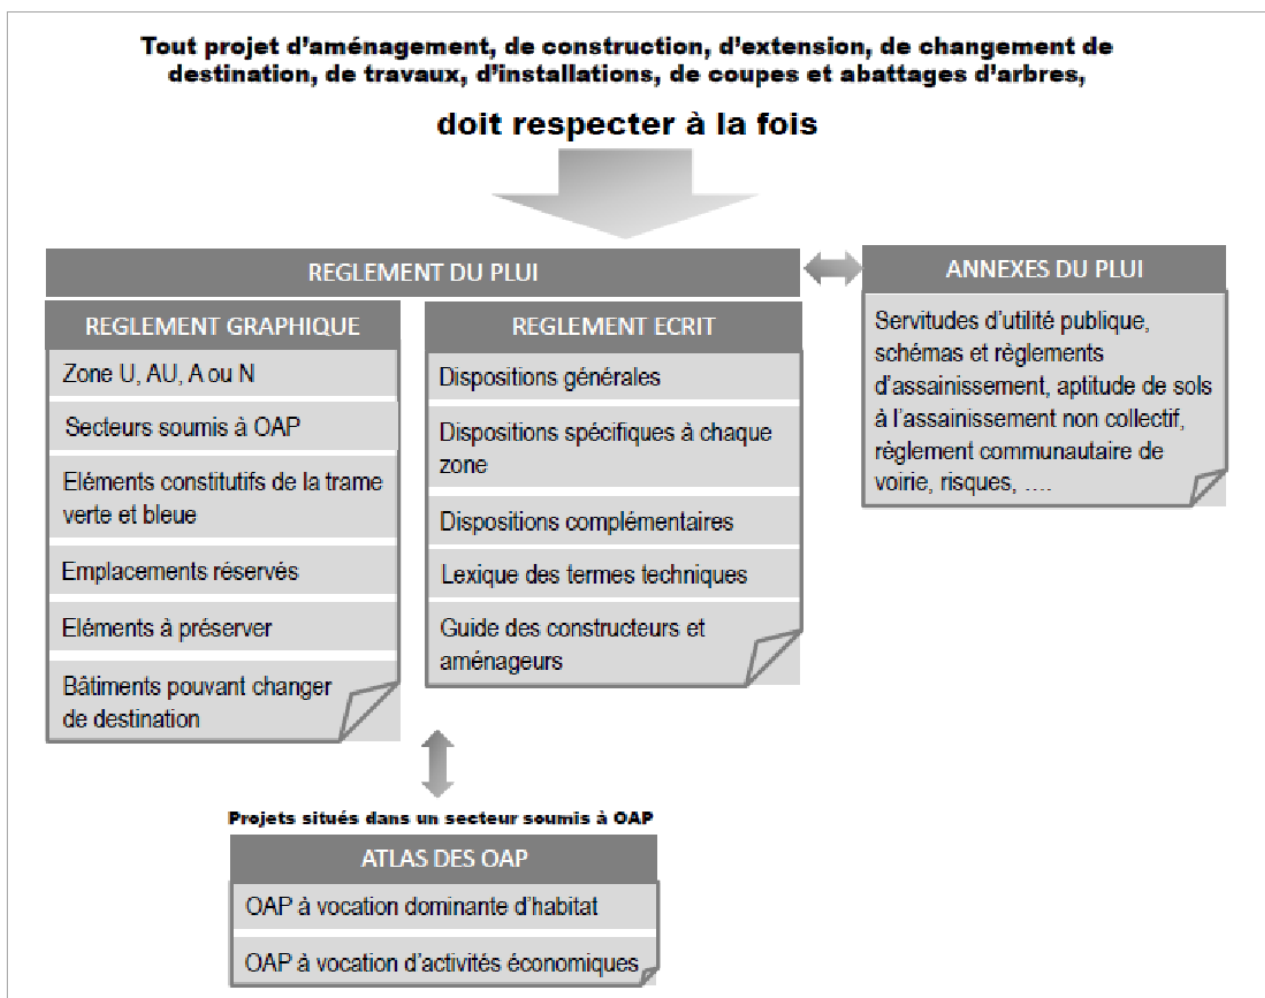 Tout projet d'aménagement, de construction, d'extension, de changement de
destination, de travaux, d'installations, de coupes et abattages d'arbres,
doit respecter à la fois
REGLEMENT DU PLUI
REGLEMENT GRAPHIQUE
Zone U, AU, A ou N
Secteurs soumis à OAP
Eléments constitutifs de la trame
verte et bleue
Emplacements réservés
Eléments à préserver
Bâtiments pouvant changer
de destination
REGLEMENT ECRIT
Dispositions générales
Dispositions spécifiques à chaque
zone
Dispositions complémentaires
Lexique des termes techniques
Guide des constructeurs et
aménageurs
ANNEXES DU PLUI
Servitudes d'utilité publique,
schémas et règlements
d'assainissement, aptitude de sols
à l'assainissement non collectif,
règlement communautaire de
voirie, risques, ....
Projets situés dans un secteur soumis à OAP
ATLAS DES OAP
OAP à vocation dominante d'habitat
OAP à vocation d'activités économiques